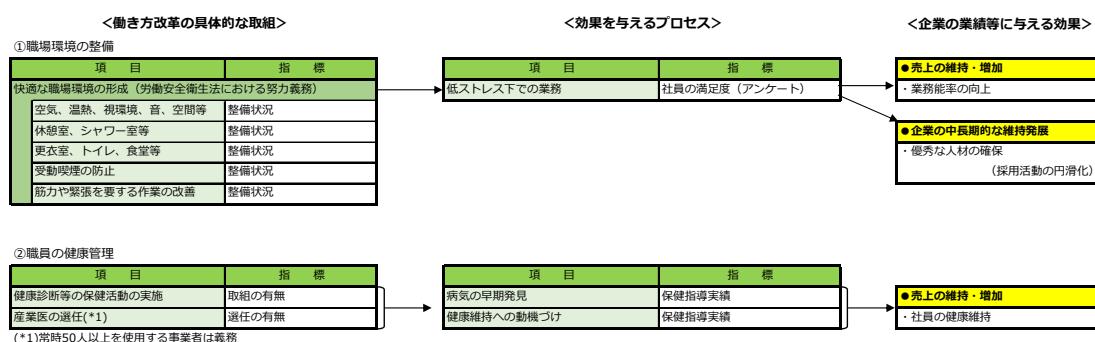 <働き方改革の具体的な取組> <効果を与えるプロセス> <企業の業績等に与える効果>
①職場環境の整備
項　目 指　標 項　目 指　標 ●売上の維持・増加
快適な職場環境の形成（労働安全衛生法における努力義務） 低ストレス下での業務 社員の満足度（アンケート） ・業務能率の向上
空気、温熱、視環境、音、空間等 整備状況
休憩室、シャワー室等 整備状況 ●企業の中長期的な維持発展
更衣室、トイレ、食堂等 整備状況 ・優秀な人材の確保
受動喫煙の防止 整備状況 （採用活動の円滑化）
筋力や緊張を要する作業の改善 整備状況
②職員の健康管理
項　目 指　標 項　目 指　標
健康診断等の保健活動の実施 取組の有無 病気の早期発見 保健指導実績 ●売上の維持・増加
産業医の選任(*1) 選任の有無 健康維持への動機づけ 保健指導実績 ・社員の健康維持
(*1)常時50人以上を使用する事業者は義務